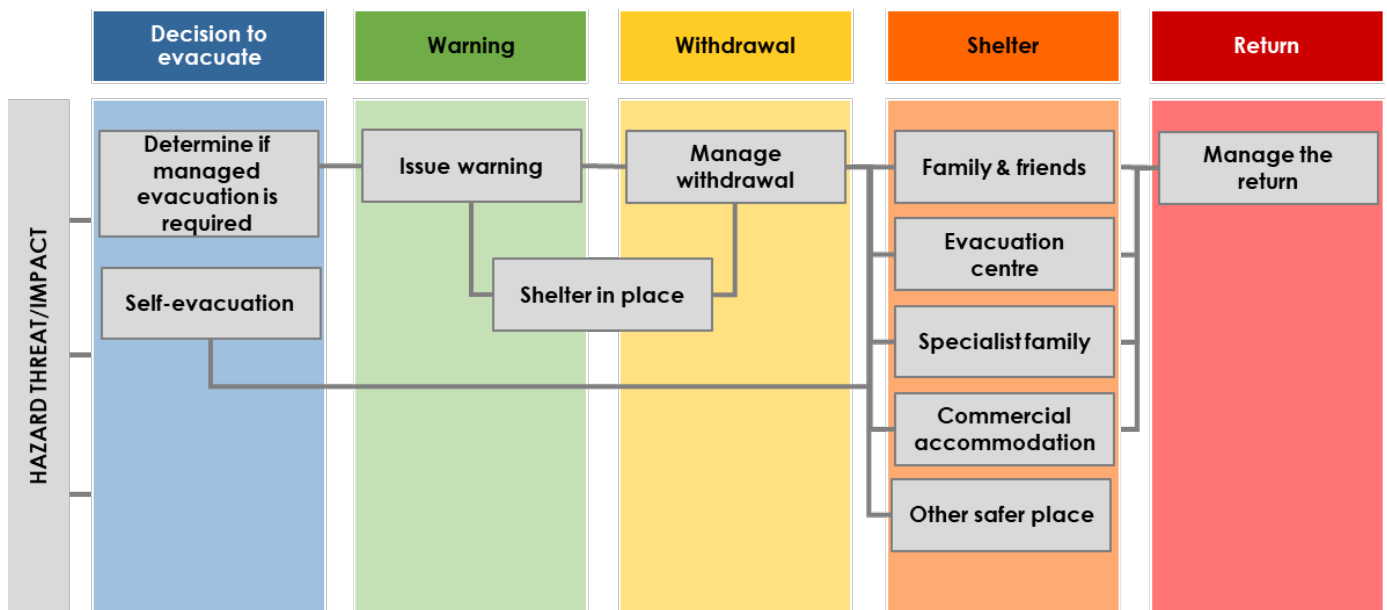 Decision to
evacuate
Warning
Withdrawal
Shelter
Return
HAZARD THREAT/IMPACT
Determine if
managed
evacuation is
required
Self-evacuation
Issue warning
Shelter in place
Manage
withdrawal
Family & friends
Evacuation
centre
Specialist family
Commercial
accommodation
Other safer place
Manage the
return